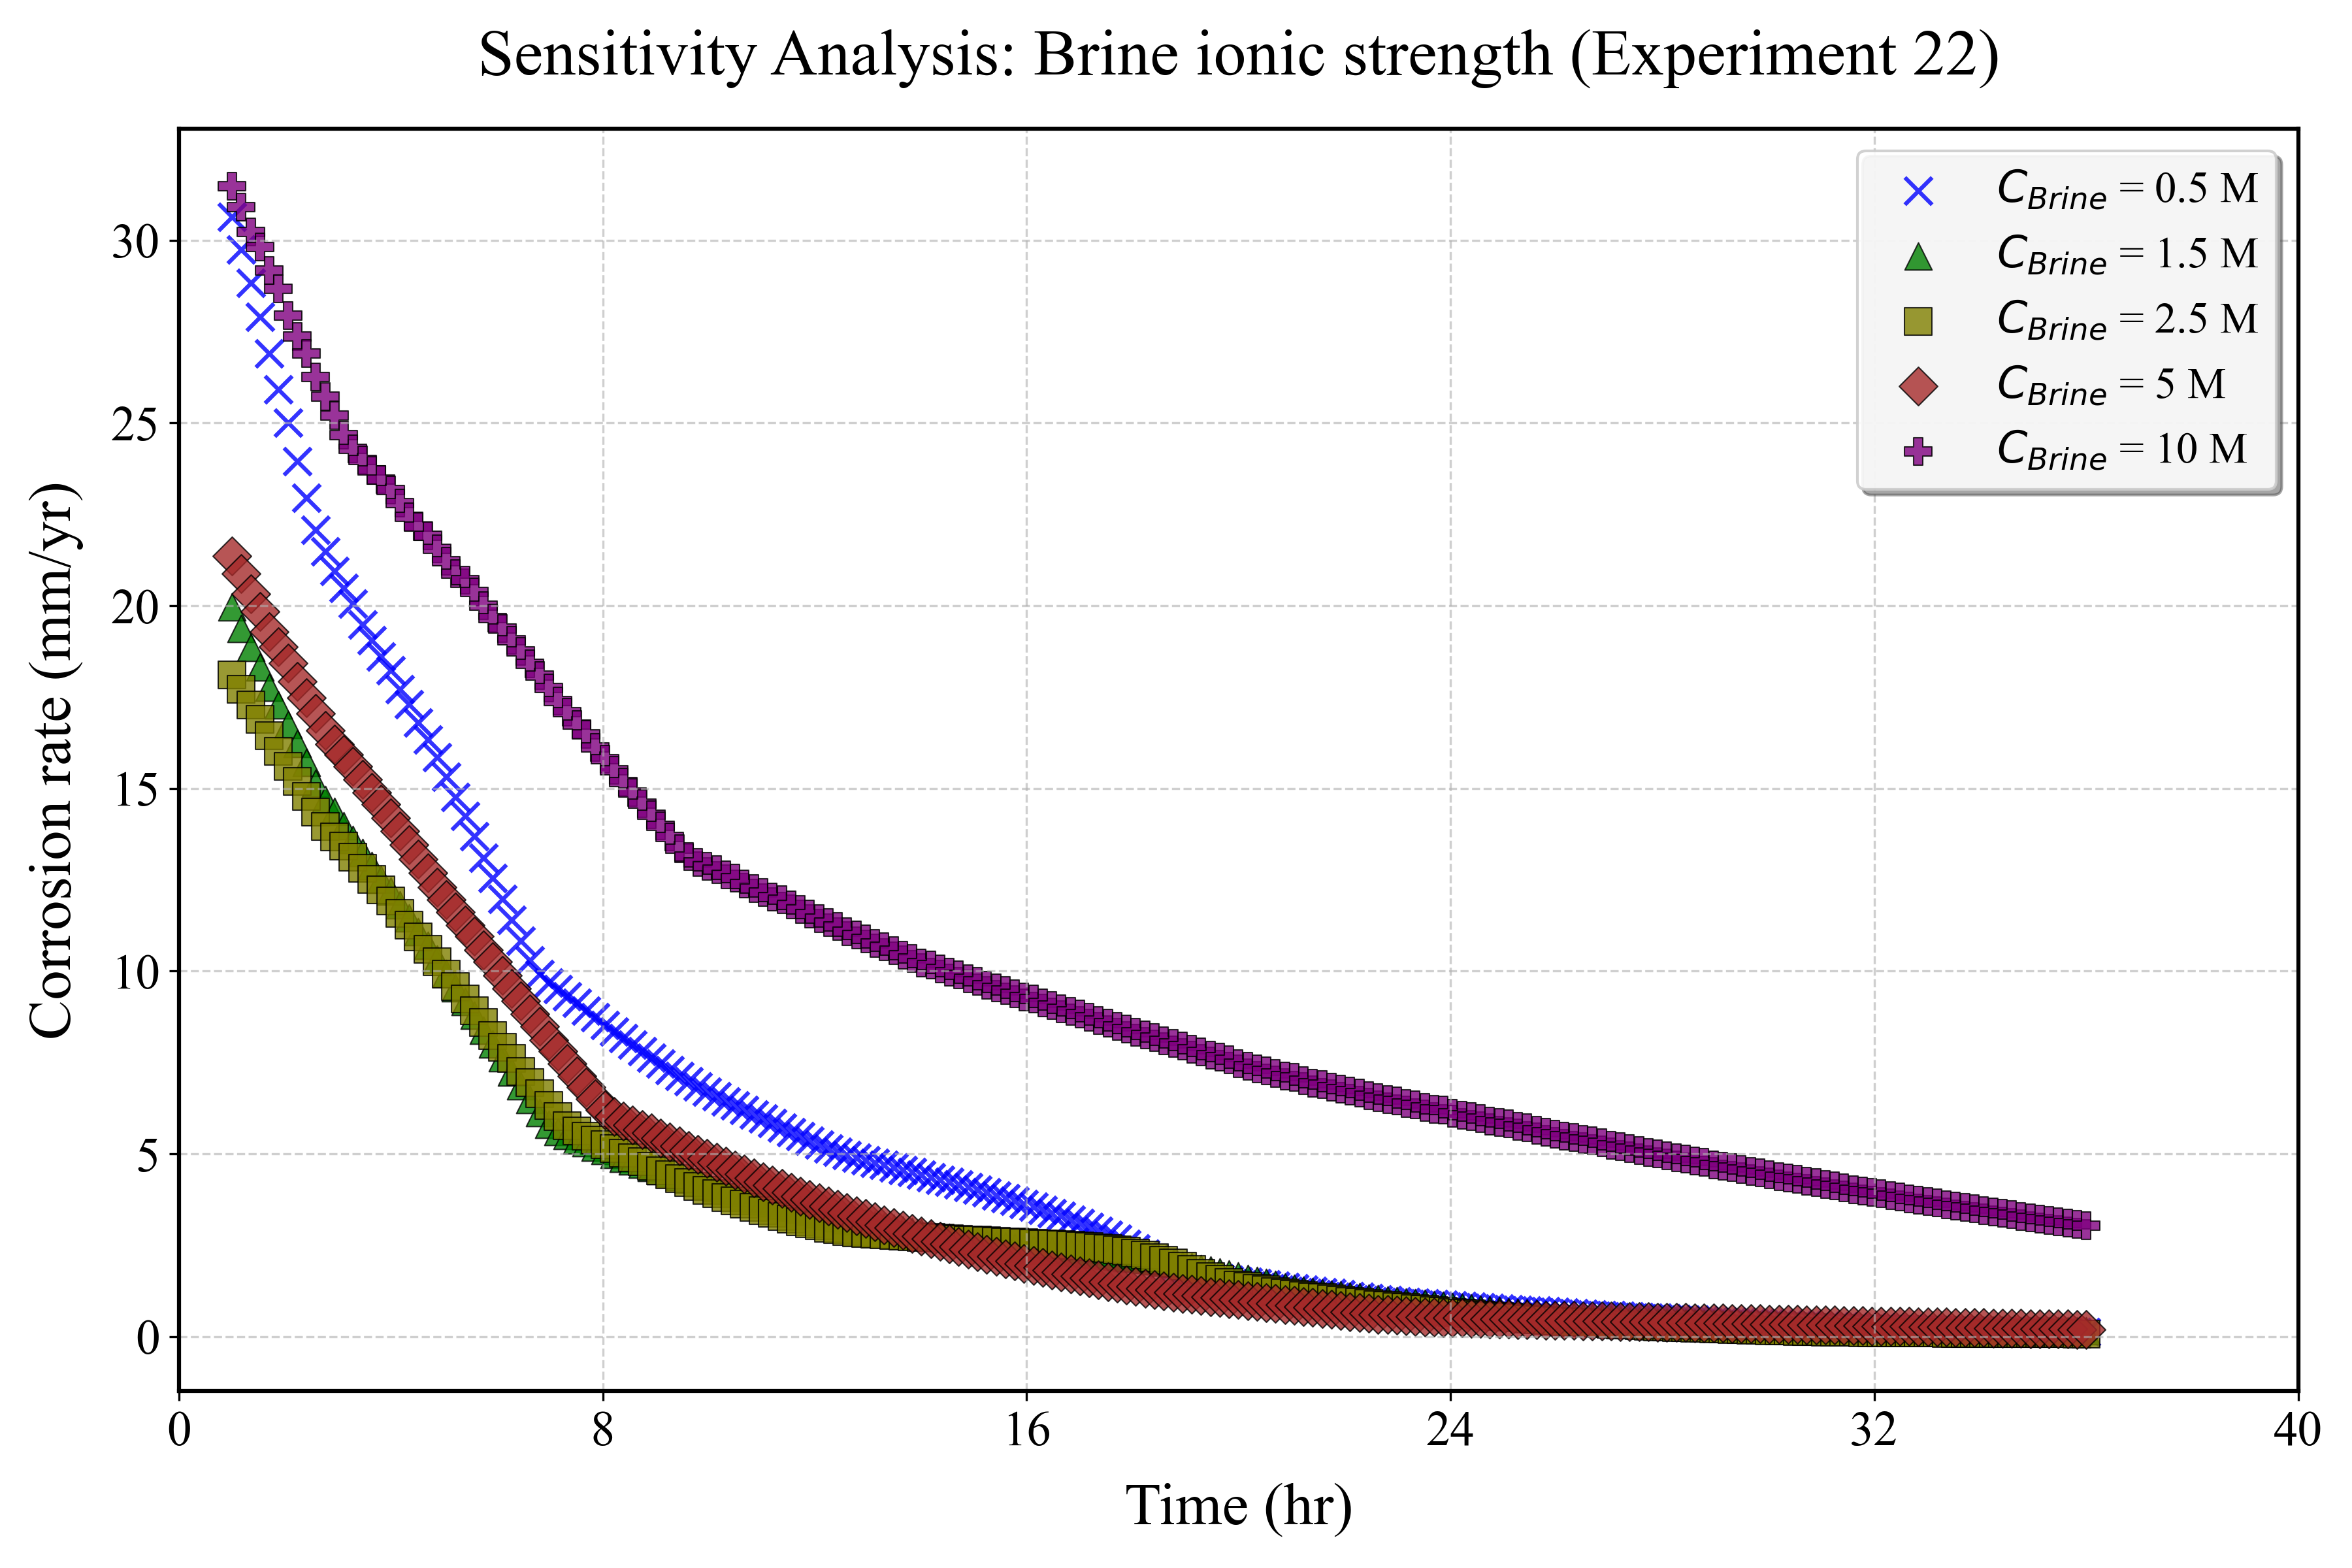 Sensitivity Analysis: Brine ionic strength (Experiment 22)
C_Brine = 0.5 M
C_Brine = 1.5 M
C_Brine = 2.5 M
C_Brine = 5 M
C_Brine = 10 M
Corrosion rate (mm/yr)
30
25
20
15
10
5
0
0 8 16 24 32 40
Time (hr)